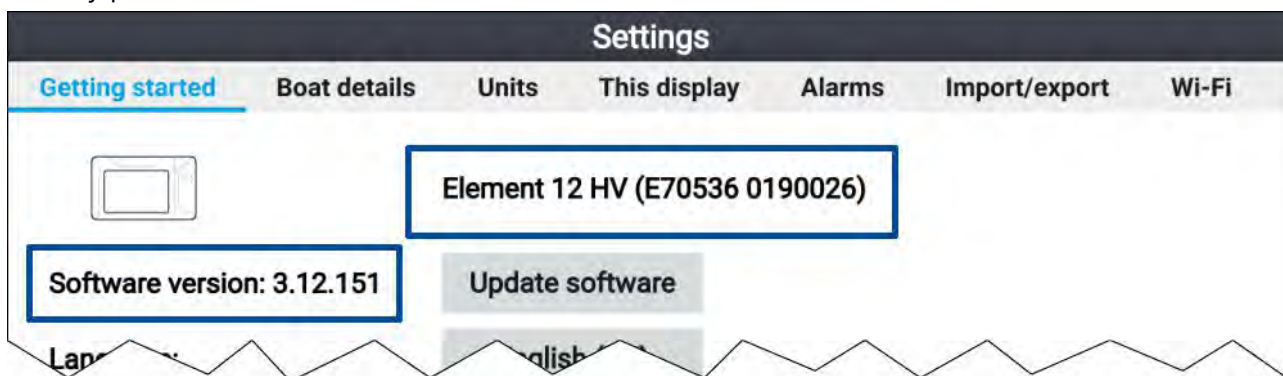 Settings
Getting started Boat details Units This display Alarms Import/export Wi-Fi
Element 12 HV (E70536 0190026)
Software version: 3.12.151 Update software